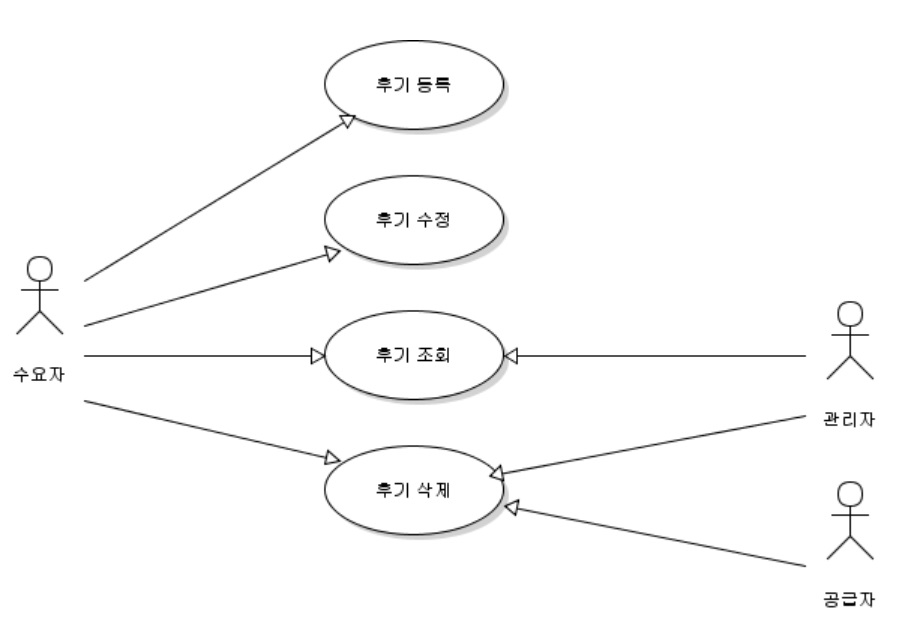 후기 등록
후기 수정
수요자
후기 조회
관리자
후기 삭제
공급자